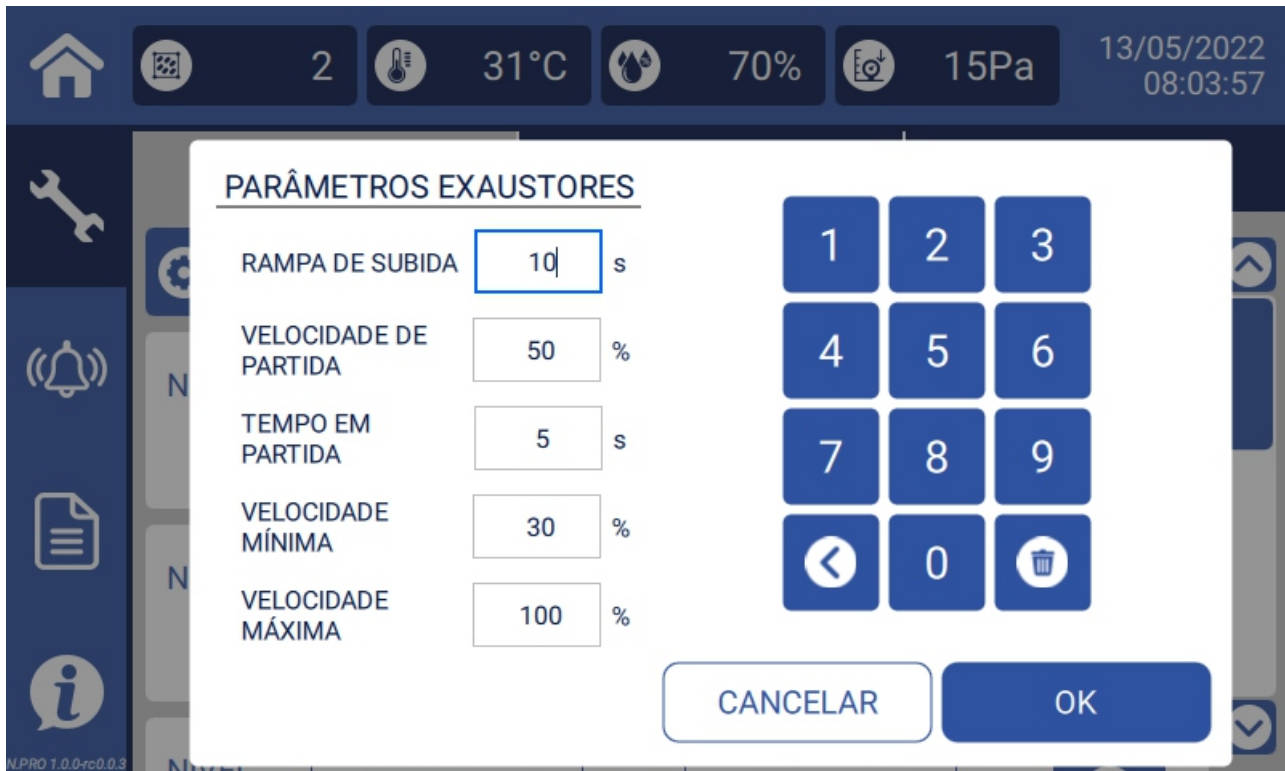 2
31°C
70%
15Pa
13/05/2022
08:03:57
PARÂMETROS EXAUSTORES
RAMPA DE SUBIDA 10 s
VELOCIDADE DE
PARTIDA 50 %
TEMPO EM
PARTIDA 5 s
VELOCIDADE
MÍNIMA 30 %
VELOCIDADE
MÁXIMA 100 %
1 2 3
4 5 6
7 8 9
0
CANCELAR OK
N
N
NÍVEL
N.PRO 1.0.0-rc0.0.3